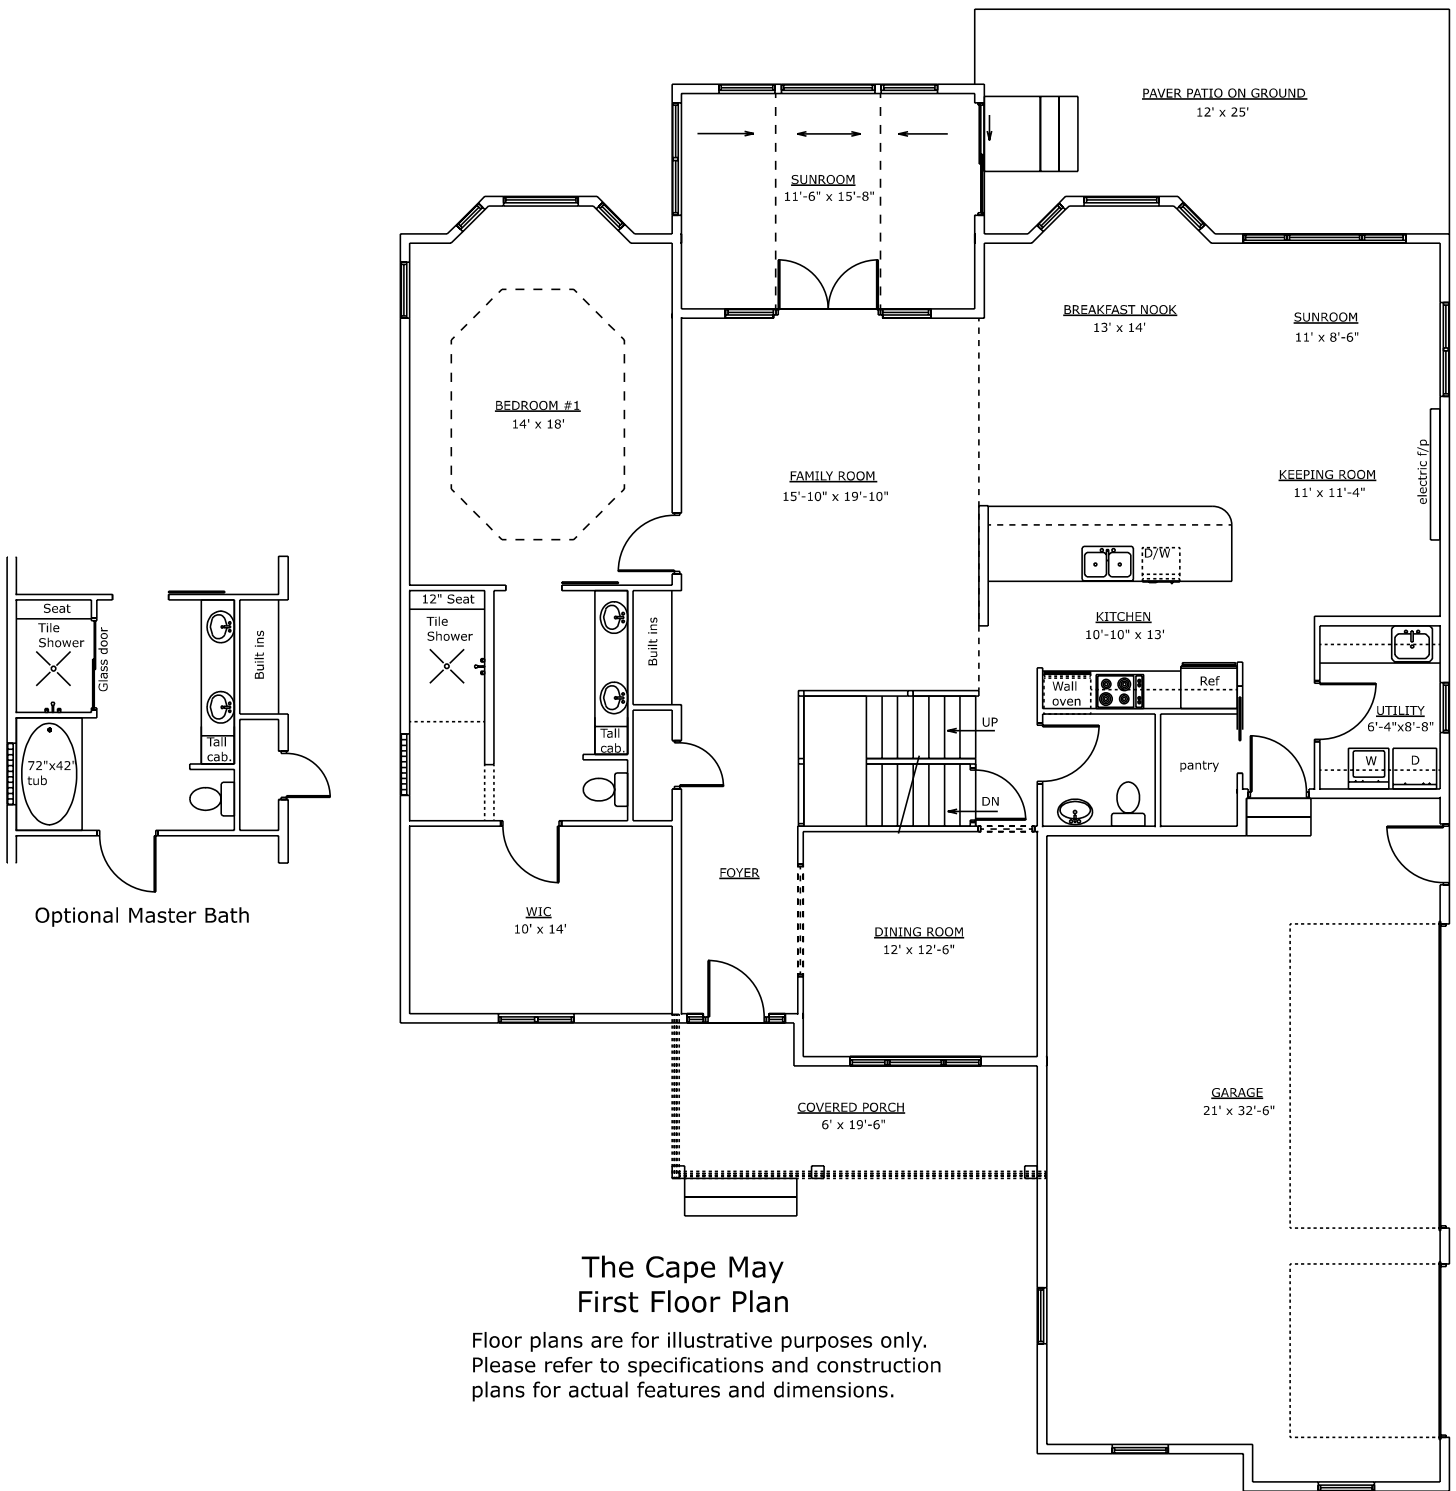 PAVER PATIO ON GROUND
12' x 25'
SUNROOM
11'-6" x 15'-8"
BREAKFAST NOOK
13' x 14'
SUNROOM
11' x 8'-6"
BEDROOM #1
14' x 18'
FAMILY ROOM
15'-10" x 19'-10"
KEEPING ROOM
11' x 11'-4"
electric f/p
D/W
KITCHEN
10'-10" x 13'
Seat
Tile
Shower
Glass door
Built ins
Tall
cab.
72"x42'
tub
Optional Master Bath
12" Seat
Tile
Shower
Built ins
Tall
cab.
Wall
oven
Ref
UP
DN
pantry
UTILITY
6'-4"x8'-8"
W
D
FOYER
WIC
10' x 14'
DINING ROOM
12' x 12'-6"
COVERED PORCH
6' x 19'-6"
GARAGE
21' x 32'-6"
The Cape May
First Floor Plan
Floor plans are for illustrative purposes only.
Please refer to specifications and construction
plans for actual features and dimensions.